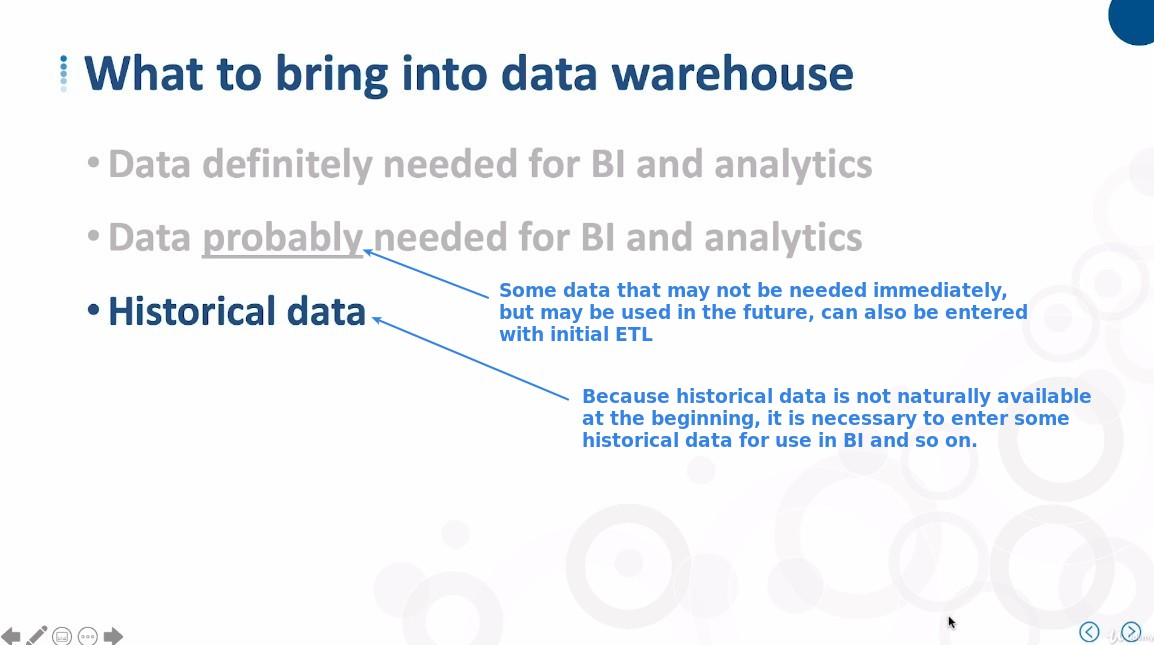 What to bring into data warehouse
• Data definitely needed for BI and analytics
• Data probably needed for BI and analytics
Some data that may not be needed immediately,
but may be used in the future, can also be entered
with initial ETL
• Historical data
Because historical data is not naturally available
at the beginning, it is necessary to enter some
historical data for use in BI and so on.